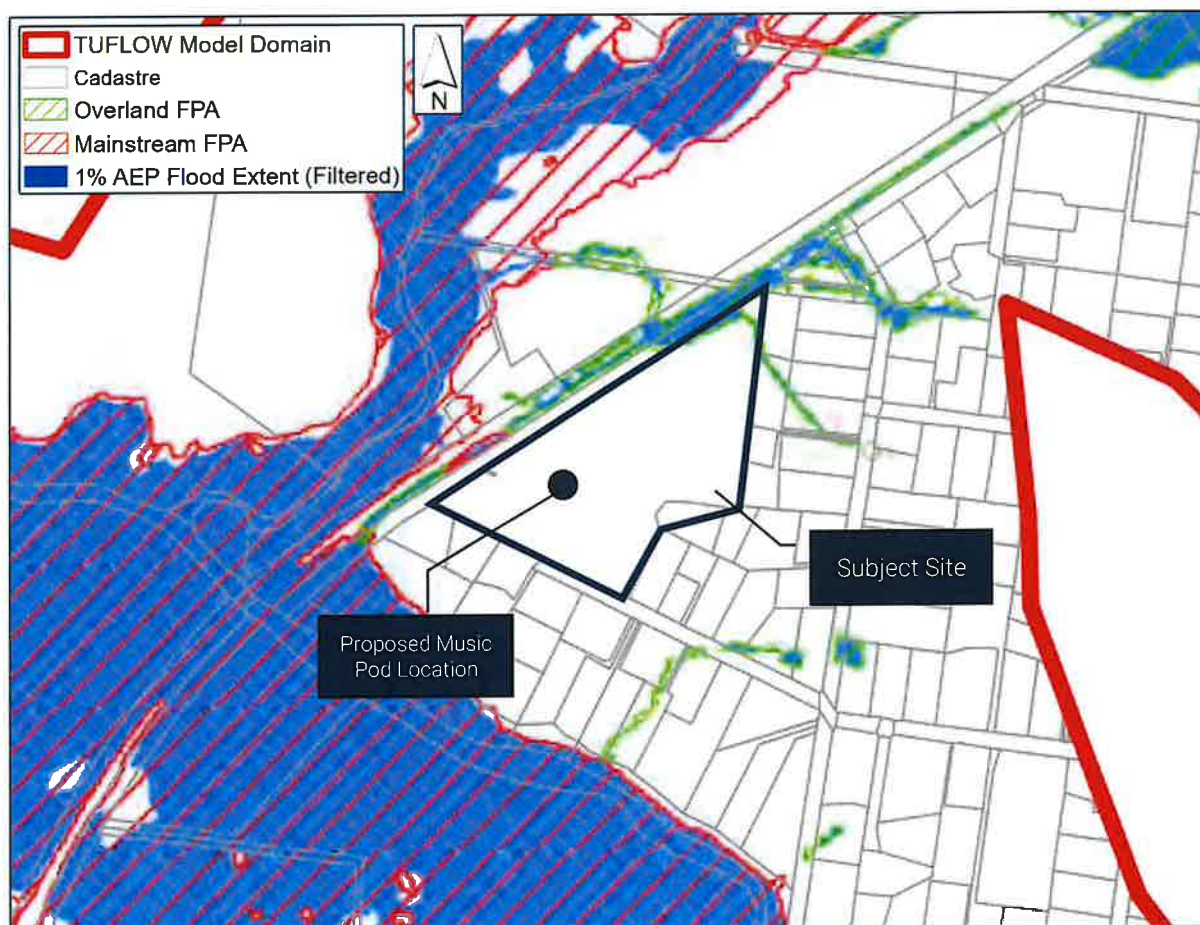 TUFLOW Model Domain
Cadastre
Overland FPA
Mainstream FPA
1% AEP Flood Extent (Filtered)
N
Subject Site
Proposed Music
Pod Location